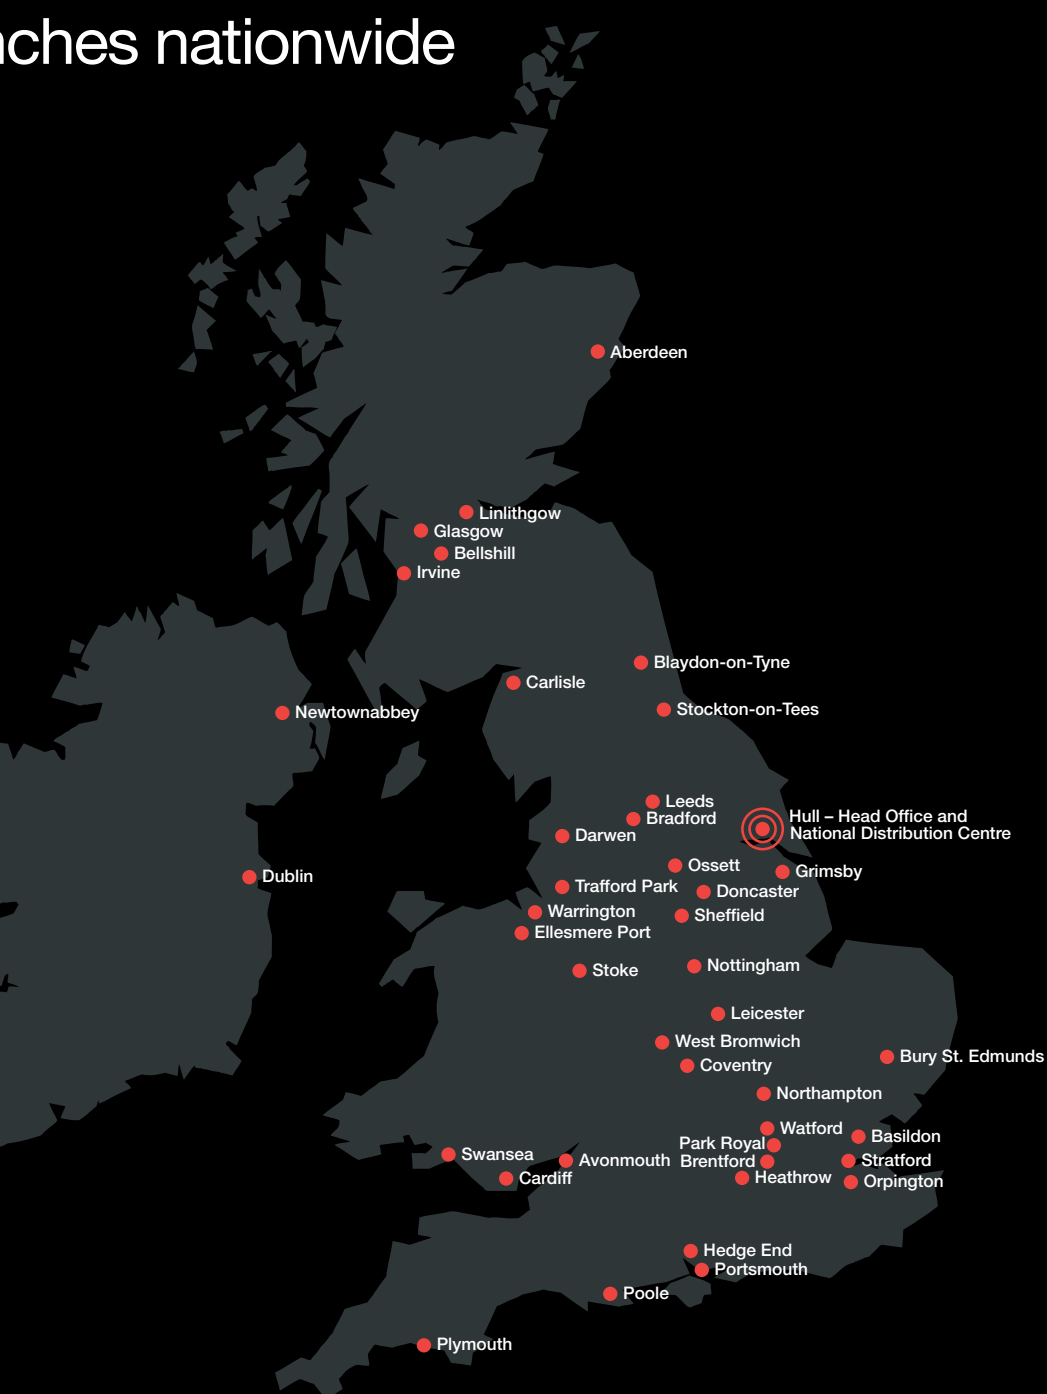 nches nationwide
Aberdeen
Linlithgow
Glasgow
Bellshill
Irvine
Blaydon-on-Tyne
Carlisle
Stockton-on-Tees
Newtownabbey
Leeds
Hull – Head Office and
National Distribution Centre
Bradford
Darwen
Ossett
Grimsby
Dublin
Trafford Park
Doncaster
Warrington
Sheffield
Ellesmere Port
Nottingham
Stoke
Leicester
West Bromwich
Bury St. Edmunds
Coventry
Northampton
Watford
Basildon
Park Royal
Swansea
Avonmouth
Brentford
Stratford
Cardiff
Heathrow
Orpington
Hedge End
Portsmouth
Poole
Plymouth